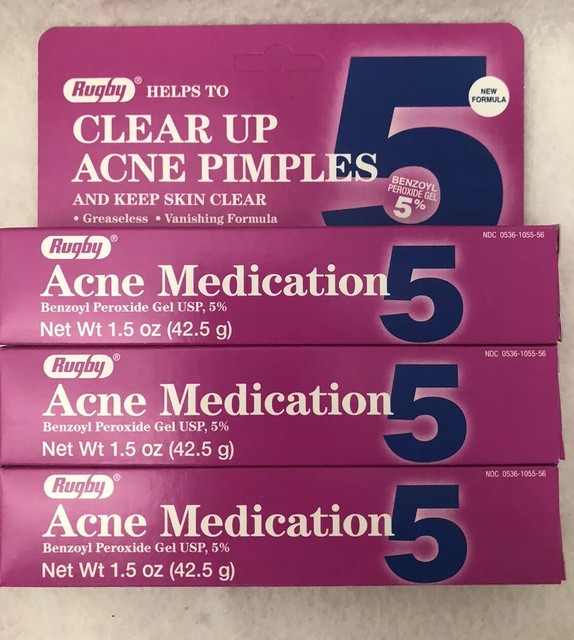 Rugby® HELPS TO
CLEAR UP
ACNE PIMPLES
AND KEEP SKIN CLEAR
• Greaseless • Vanishing Formula
5
NEW
FORMULA
BENZOYL
PEROXIDE GEL
5%
Rugby®
NDC 0536-1055-56
Acne Medication 5
Benzoyl Peroxide Gel USP, 5%
Net Wt 1.5 oz (42.5 g)
Rugby®
NDC 0536-1055-56
Acne Medication 5
Benzoyl Peroxide Gel USP, 5%
Net Wt 1.5 oz (42.5 g)
Rugby®
NDC 0536-1055-56
Acne Medication 5
Benzoyl Peroxide Gel USP, 5%
Net Wt 1.5 oz (42.5 g)